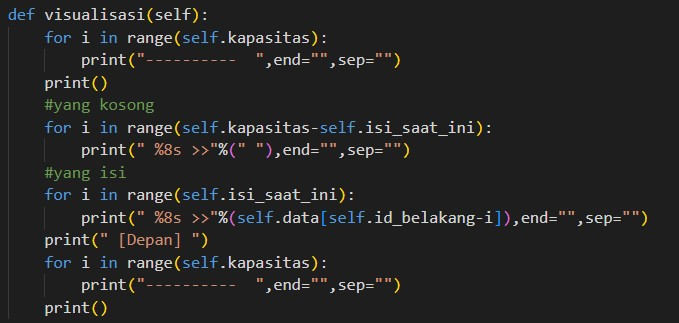 def visualisasi(self):
    for i in range(self.kapasitas):
        print("----------  ",end="",sep="")
    print()
    #yang kosong
    for i in range(self.kapasitas-self.isi_saat_ini):
        print(" %8s >>"%(" "),end="",sep="")
    #yang isi
    for i in range(self.isi_saat_ini):
        print(" %8s >>"%(self.data[self.id_belakang-i]),end="",sep="")
    print(" [Depan] ")
    for i in range(self.kapasitas):
        print("----------  ",end="",sep="")
    print()